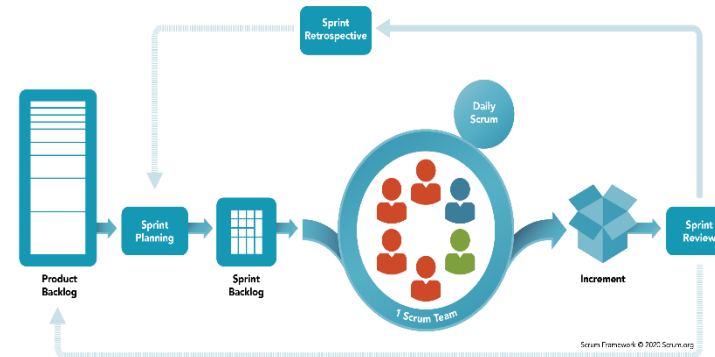 Sprint
Retrospective
Daily
Scrum
Sprint
Planning
Sprint
Review
Product
Backlog
Sprint
Backlog
1 Scrum Team
Increment
Scrum Framework © 2020 Scrum.org